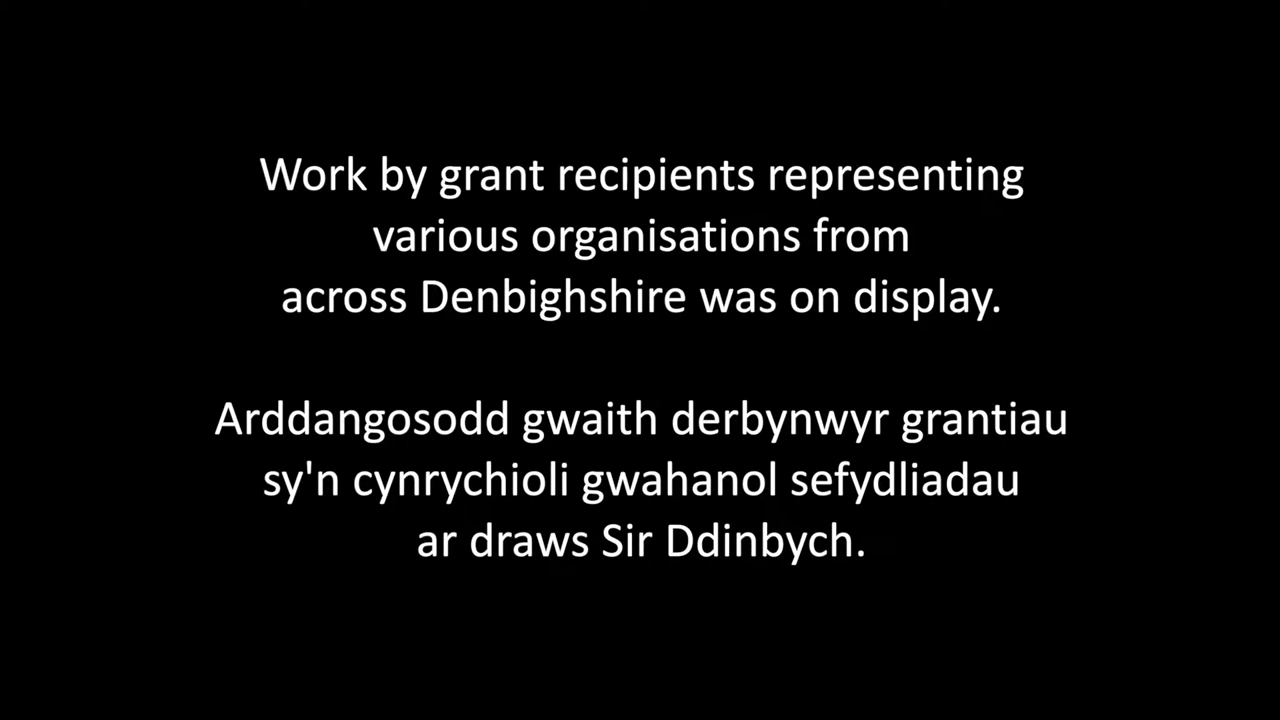 Work by grant recipients representing
various organisations from
across Denbighshire was on display.
Arddangosodd gwaith derbynwyr grantiau
sy'n cynrychioli gwahanol sefydliadau
ar draws Sir Ddinbych.